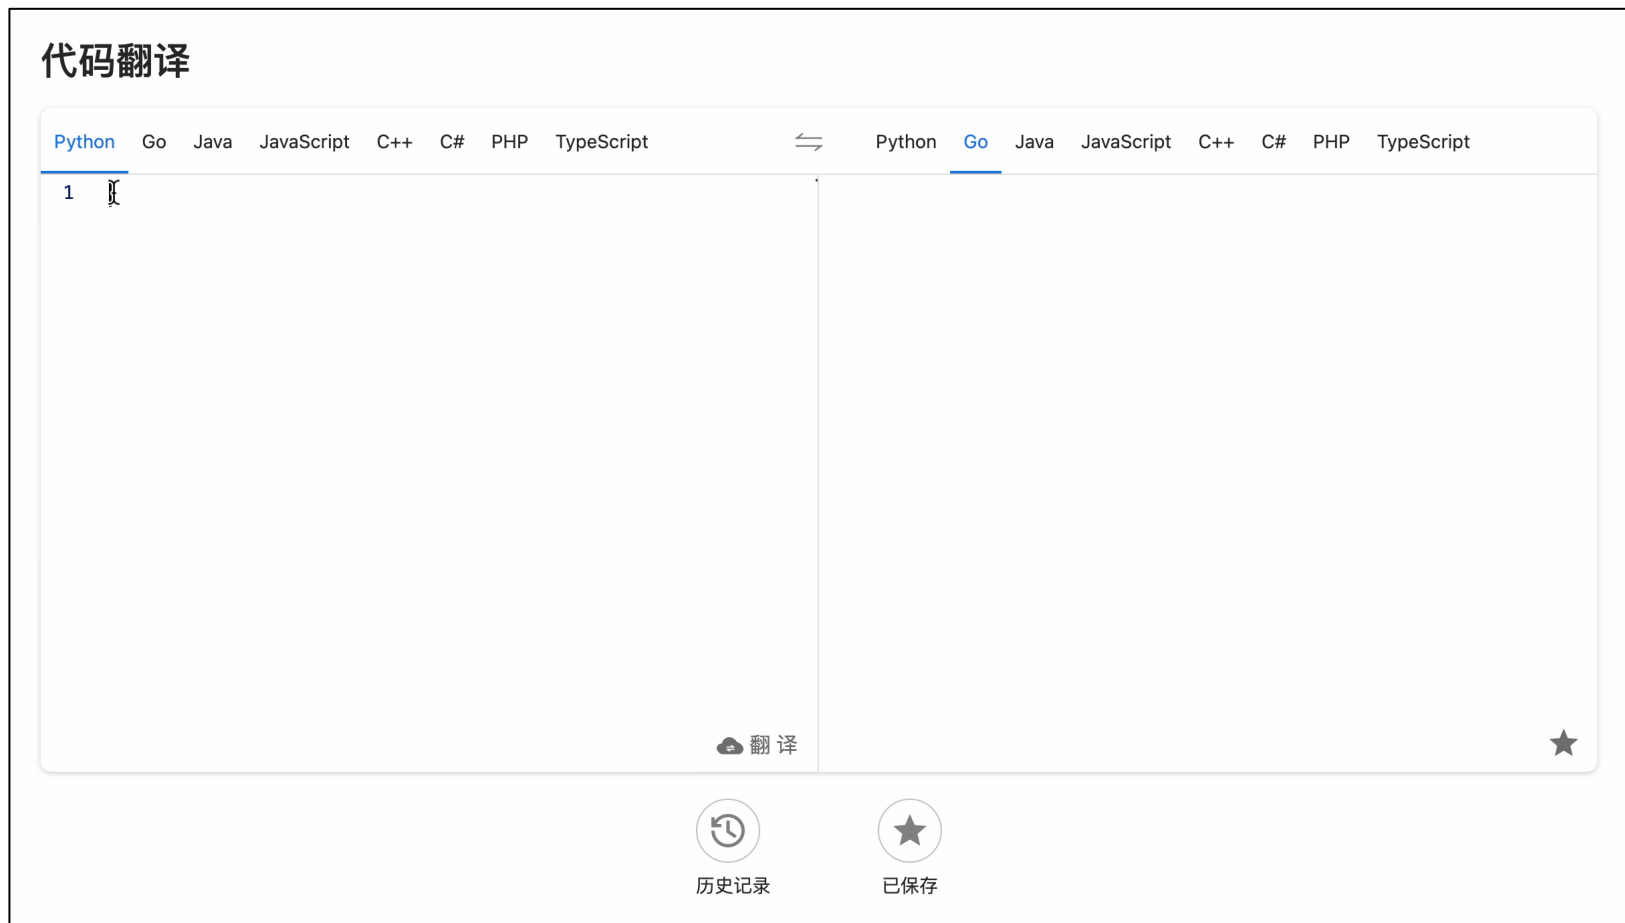 代码翻译
Python Go Java JavaScript C++ C# PHP TypeScript Python Go Java JavaScript C++ C# PHP TypeScript
1
翻译
历史记录 已保存